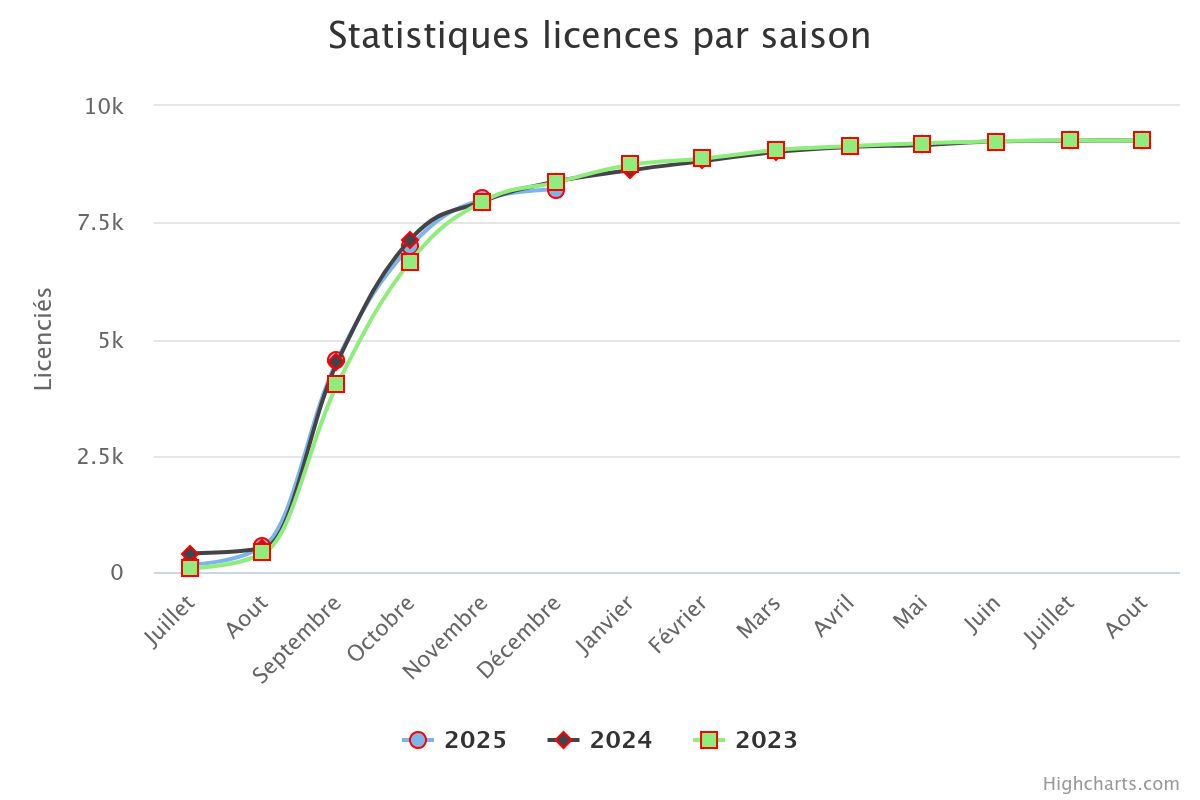 Statistiques licences par saison
10k
7.5k
5k
2.5k
0
Licenciés
Juillet
Aout
Septembre
Octobre
Novembre
Décembre
Janvier
Février
Mars
Avril
Mai
Juin
Juillet
Aout
2025
2024
2023
Highcharts.com